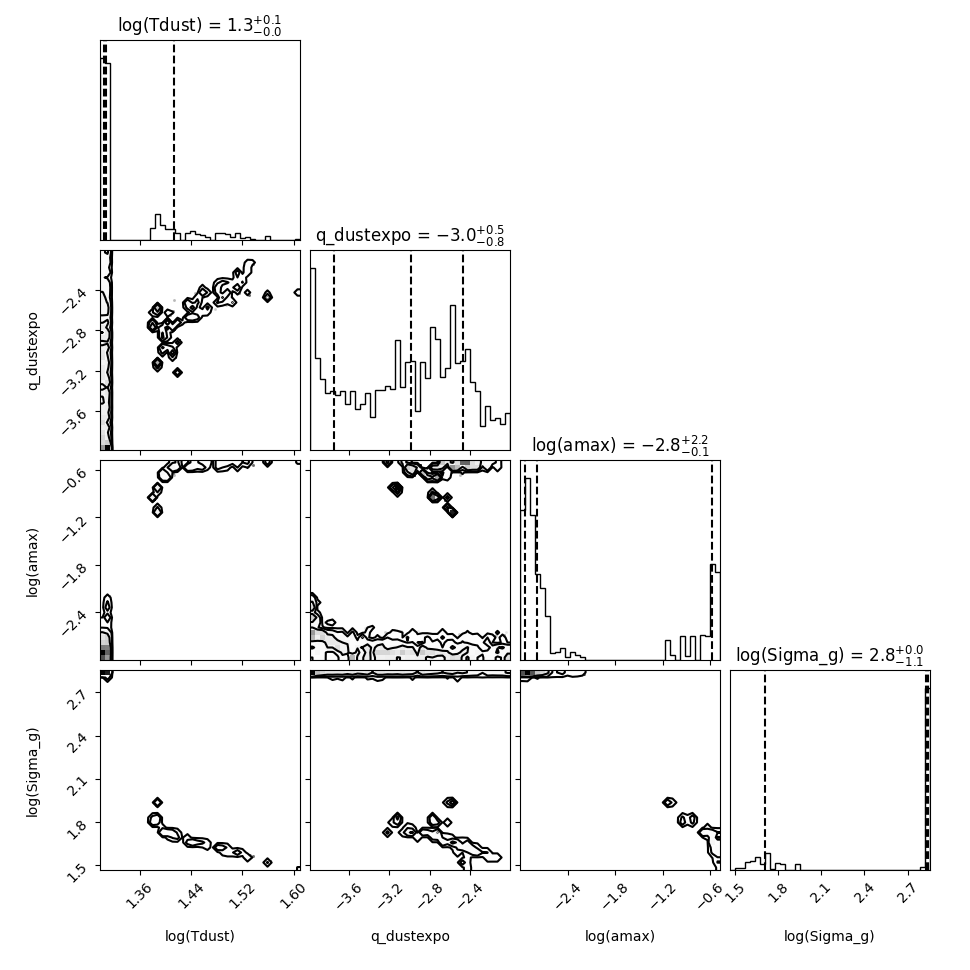 log(Tdust) = 1.3+0.1−0.0
q_dustexpo = −3.0+0.5−0.8
−2.4
−2.8
−3.2
−3.6
q_dustexpo
log(amax) = −2.8+2.2−0.1
−0.6
−1.2
−1.8
−2.4
log(amax)
log(Sigma_g) = 2.8+0.0−1.1
2.7
2.4
2.1
1.8
1.5
log(Sigma_g)
1.36 1.44 1.52 1.60 −3.6 −3.2 −2.8 −2.4 −2.4 −1.8 −1.2 −0.6 1.5 1.8 2.1 2.4 2.7
log(Tdust) q_dustexpo log(amax) log(Sigma_g)